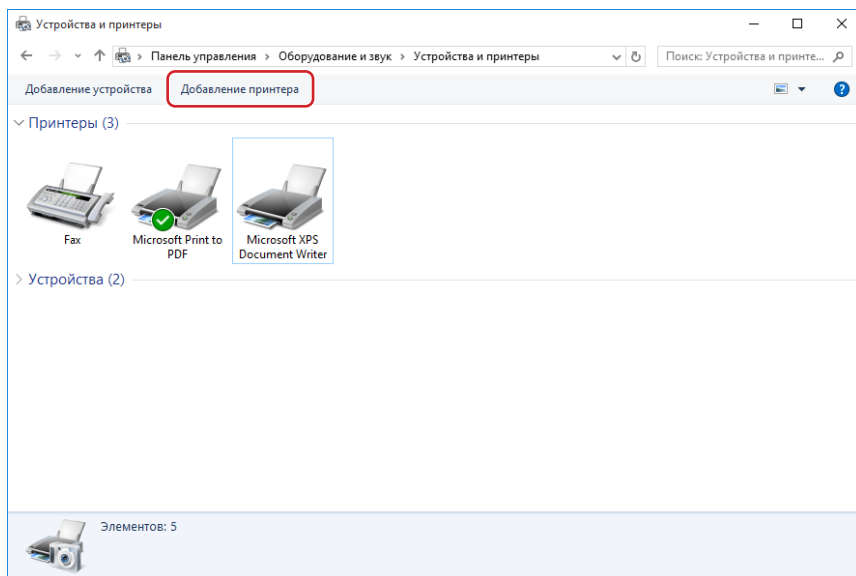 Устройства и принтеры
Панель управления › Оборудование и звук › Устройства и принтеры
Поиск: Устройства и принте...
Добавление устройства Добавление принтера
?
Принтеры (3)
Fax
Microsoft Print to
PDF
Microsoft XPS
Document Writer
Устройства (2)
Элементов: 5